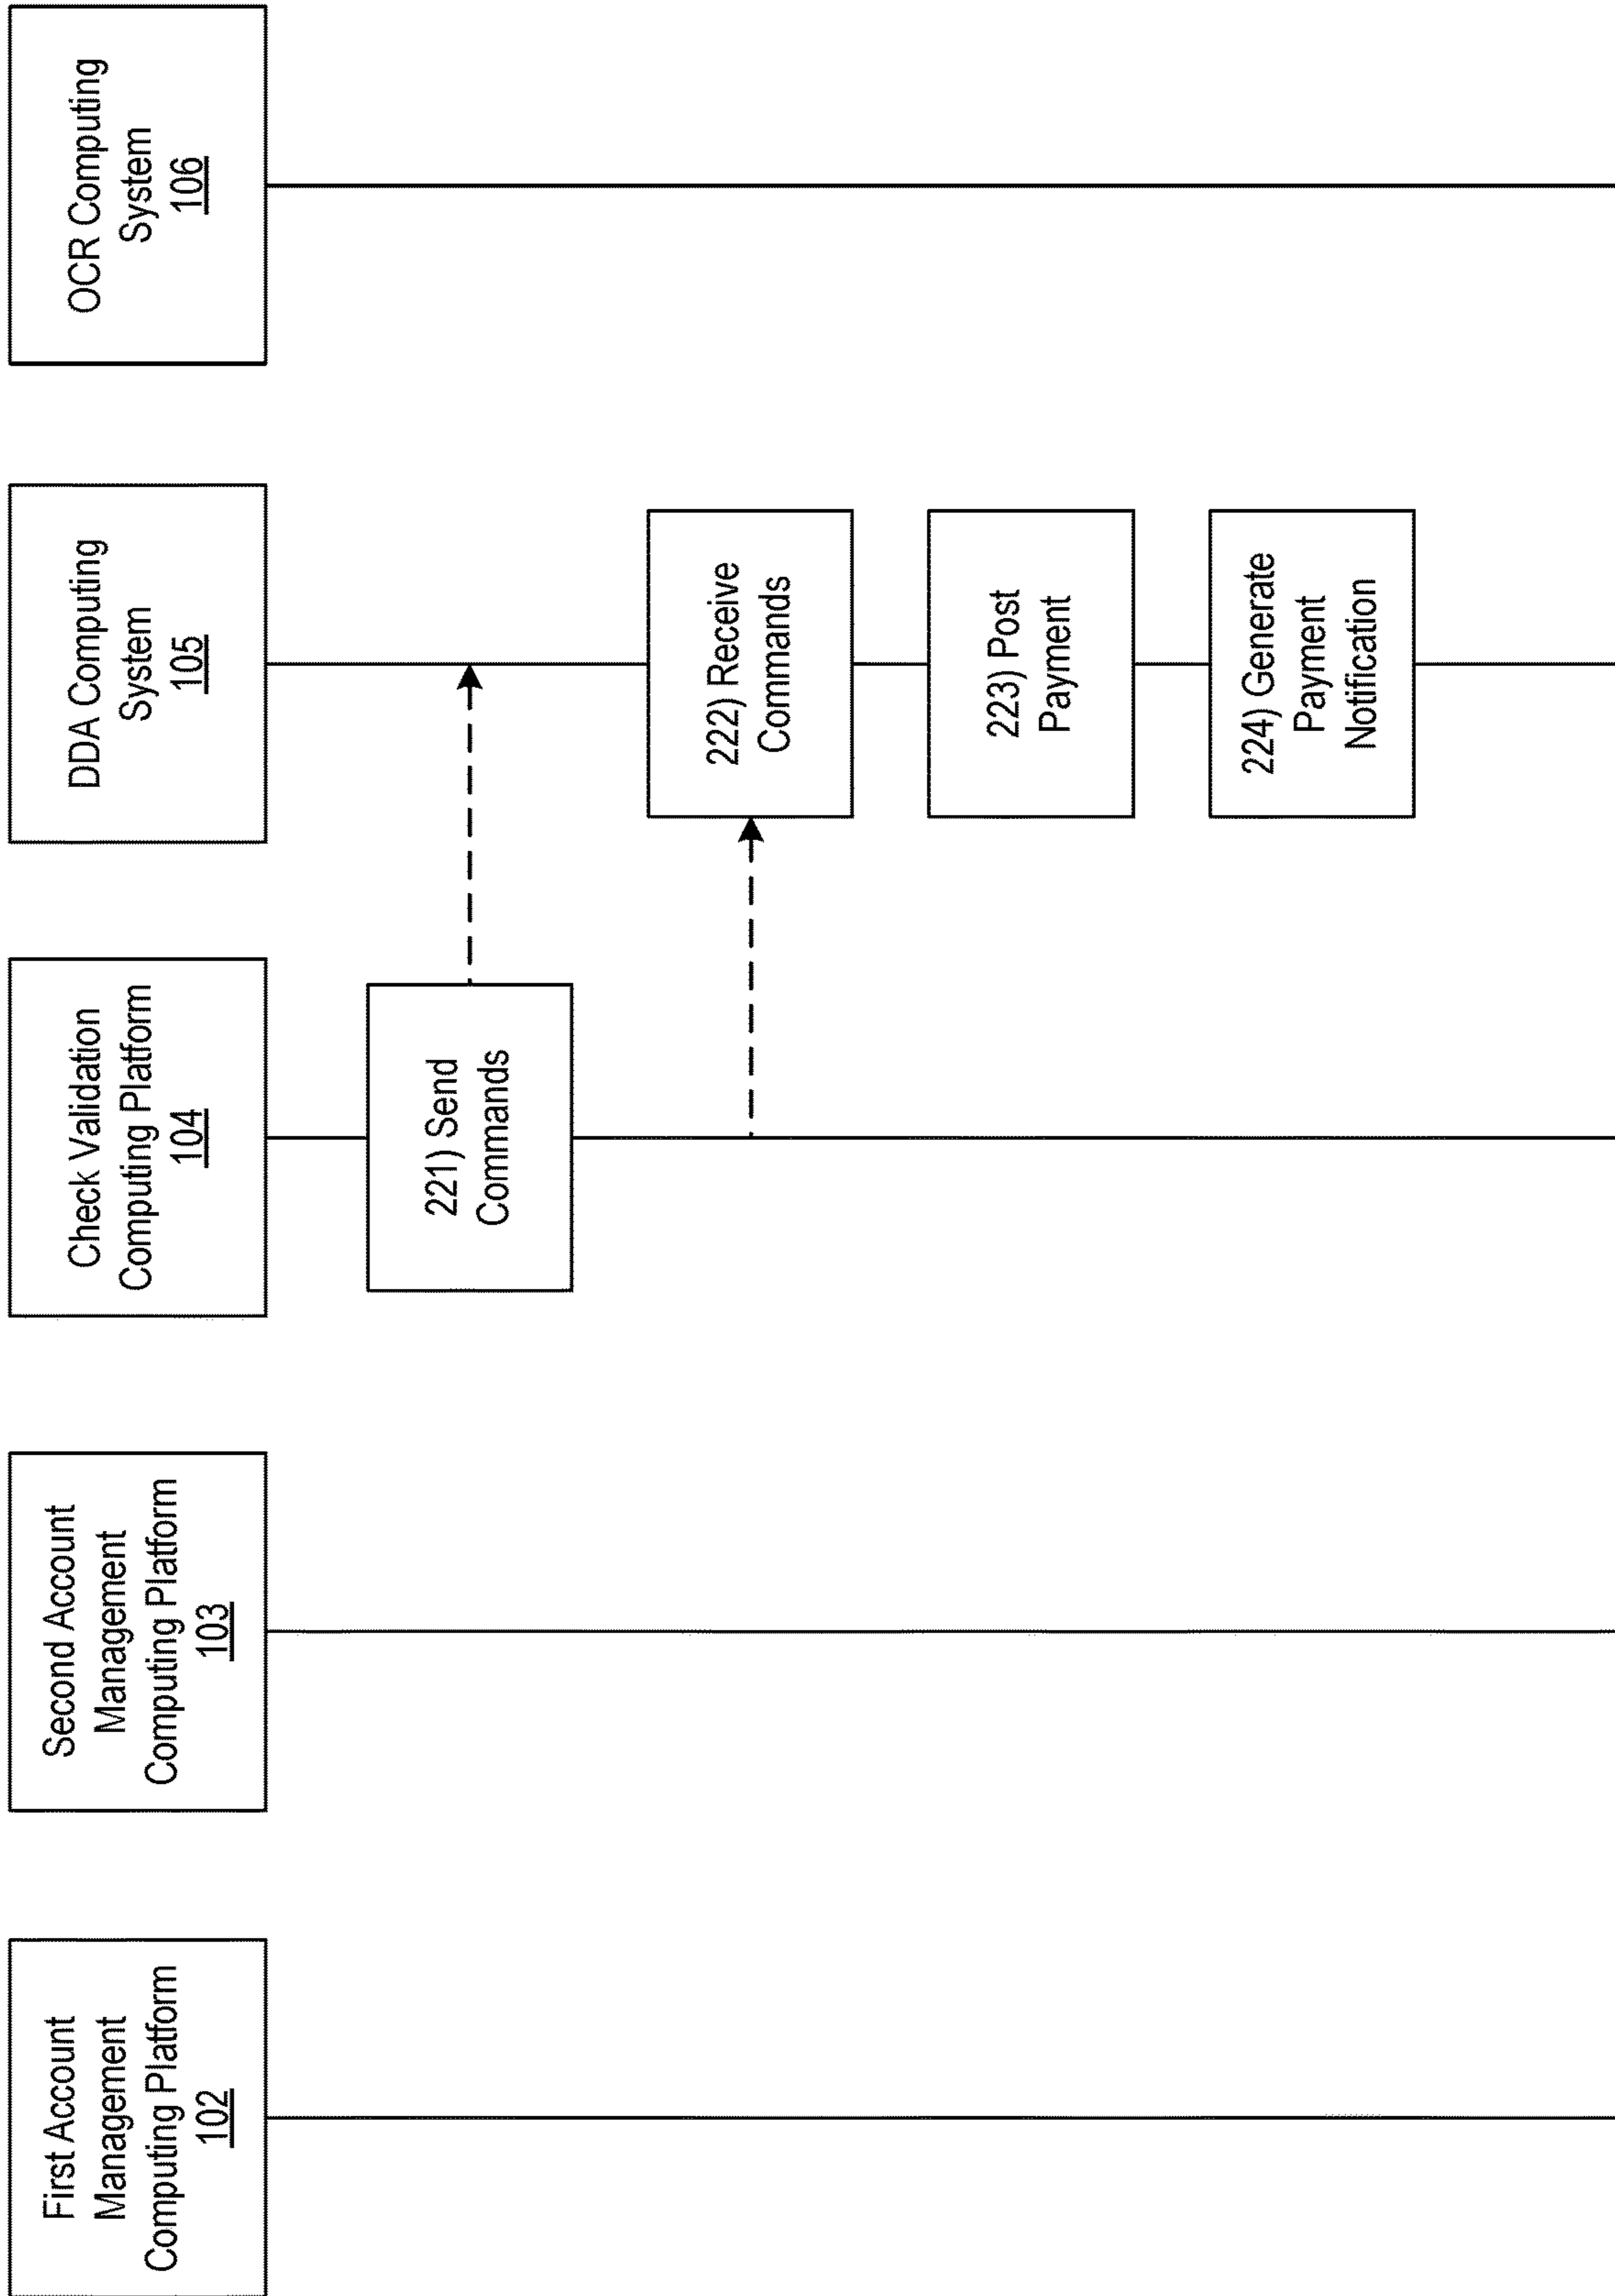 First Account
Management
Computing Platform
102
Second Account
Management
Computing Platform
103
Check Validation
Computing Platform
104
DDA Computing
System
105
OCR Computing
System
106
221) Send
Commands
222) Receive
Commands
223) Post
Payment
224) Generate
Payment
Notification